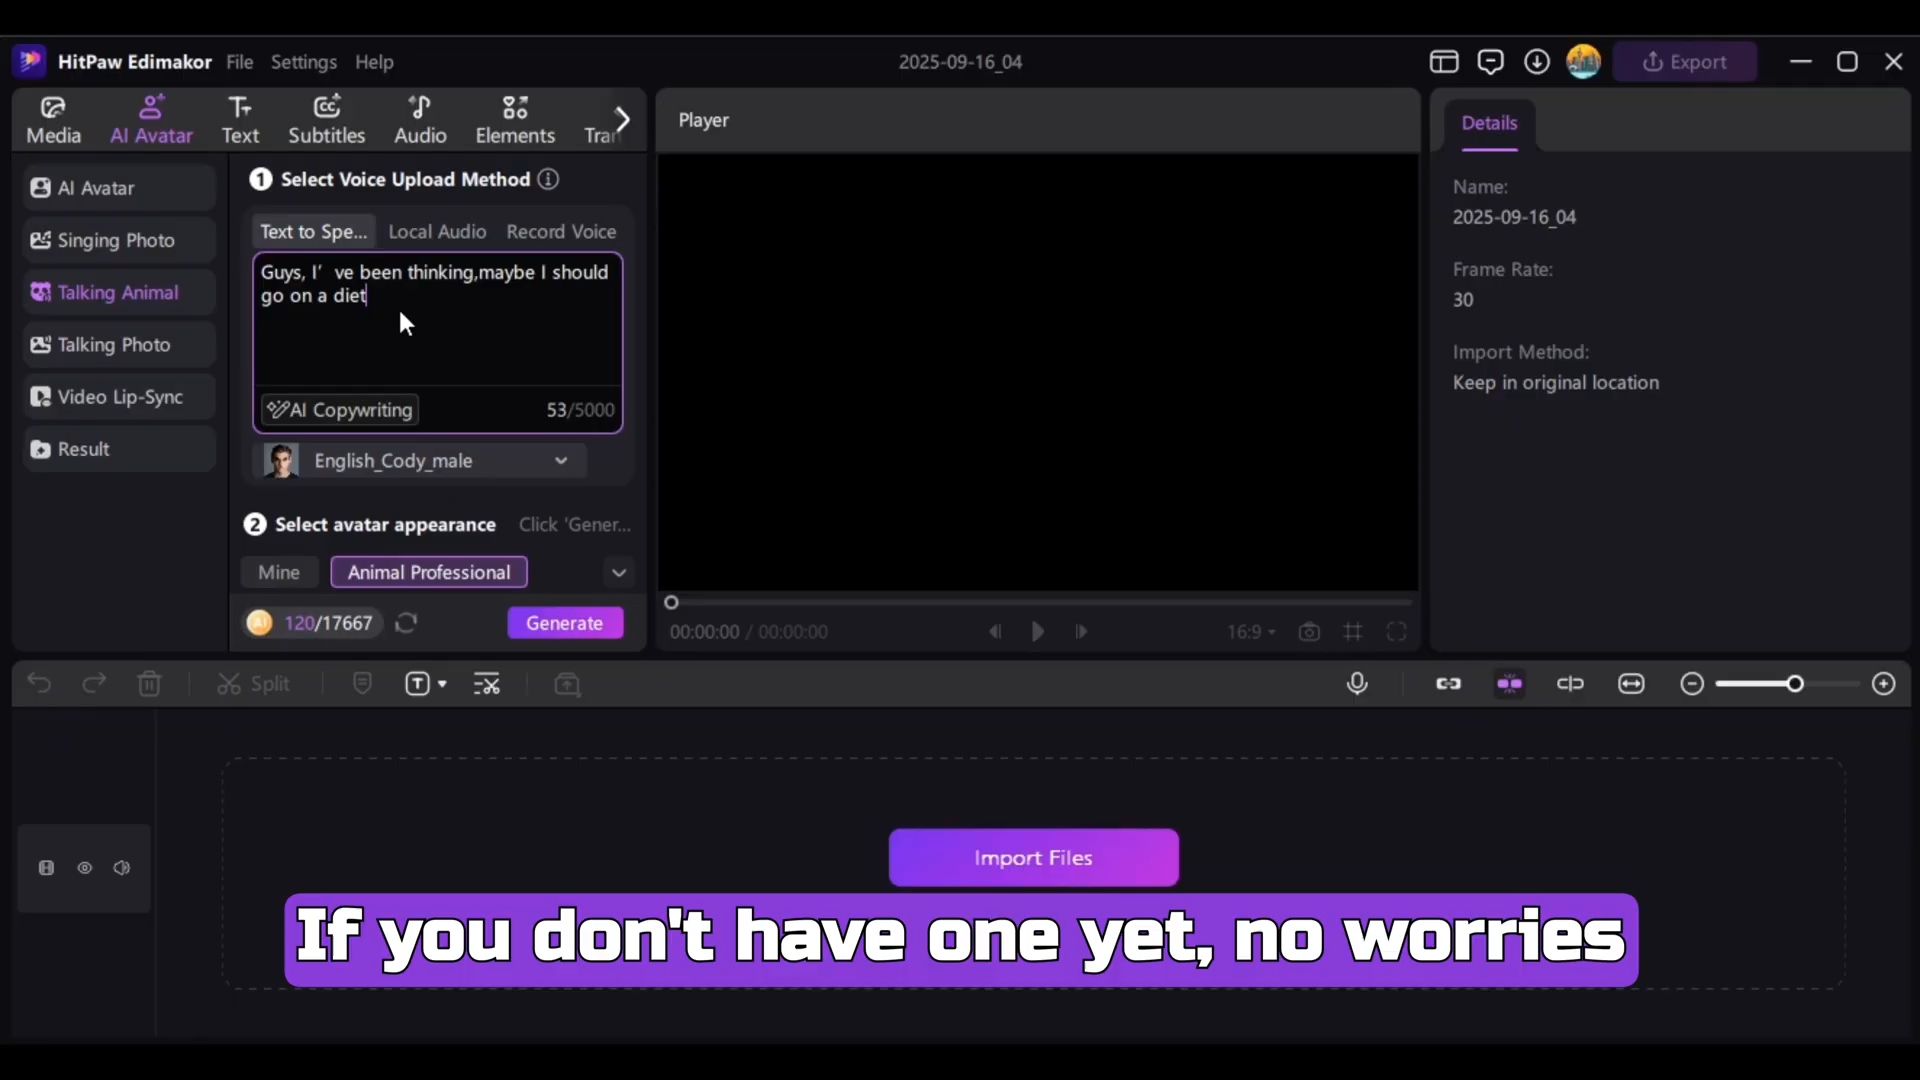 HitPaw Edimakor File Settings Help 2025-09-16_04 Export
Media AI Avatar Text Subtitles Audio Elements Tran
Player
Details
AI Avatar
Singing Photo
Talking Animal
Talking Photo
Video Lip-Sync
Result
1 Select Voice Upload Method
Text to Spe... Local Audio Record Voice
Guys, I’ve been thinking,maybe I should
go on a diet
AI Copywriting 53/5000
English_Cody_male
2 Select avatar appearance Click 'Gener...
Mine Animal Professional
AI 120/17667 Generate
00:00:00 / 00:00:00 16:9
Name:
2025-09-16_04
Frame Rate:
30
Import Method:
Keep in original location
Split
Import Files
If you don't have one yet, no worries